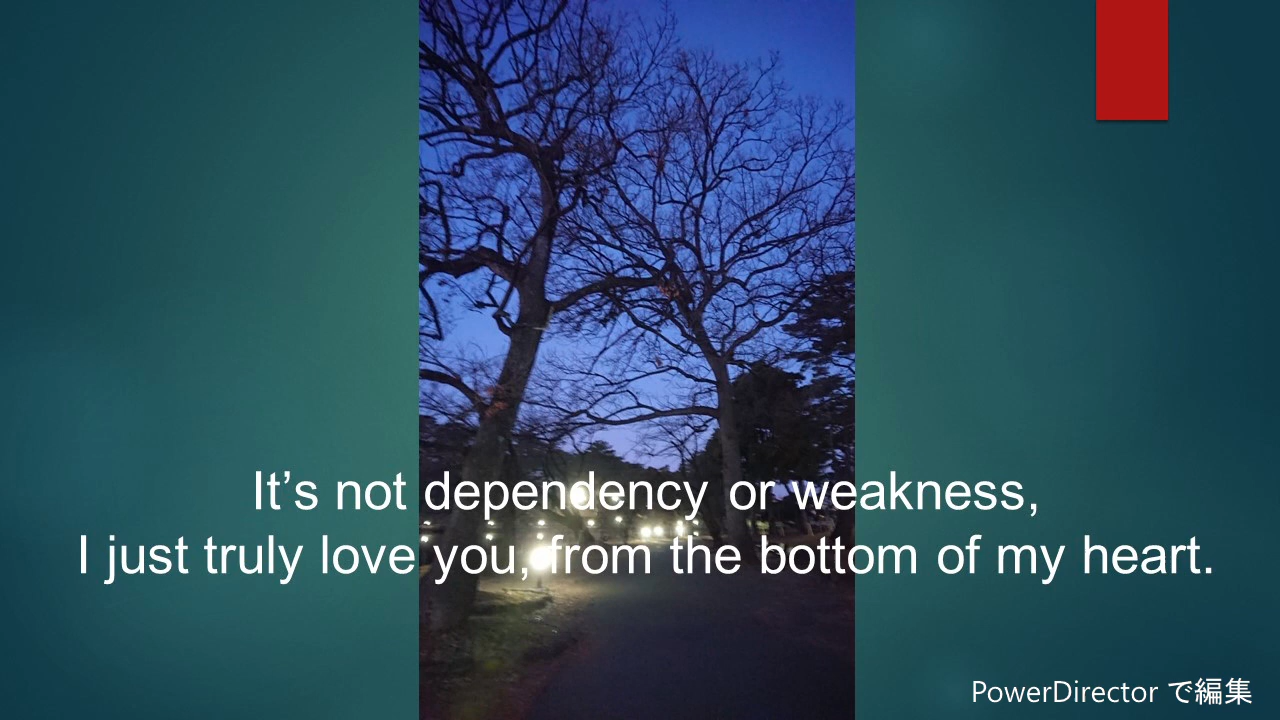 It’s not dependency or weakness,
I just truly love you, from the bottom of my heart.
PowerDirector で編集